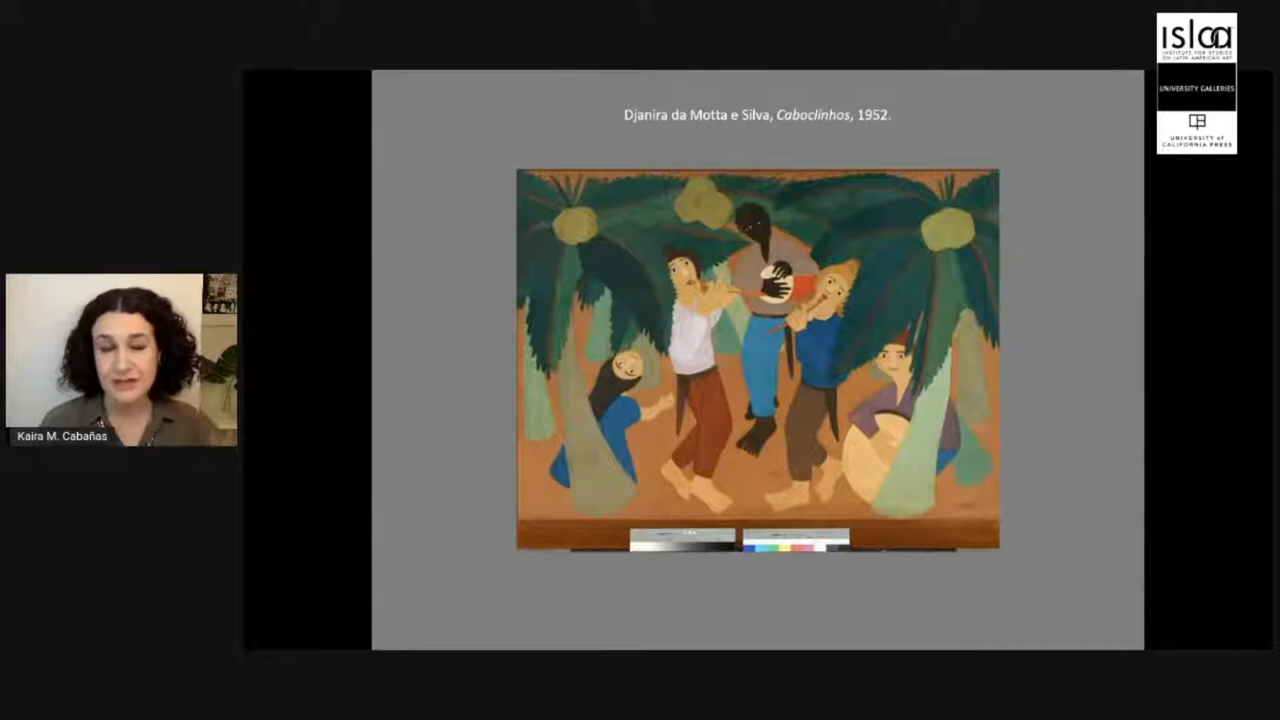 Djanira da Motta e Silva, Caboclinhos, 1952.
islaa
INSTITUTE FOR STUDIES
ON LATIN AMERICAN ART
UNIVERSITY GALLERIES
UNIVERSITY of
CALIFORNIA PRESS
Kaira M. Cabañas